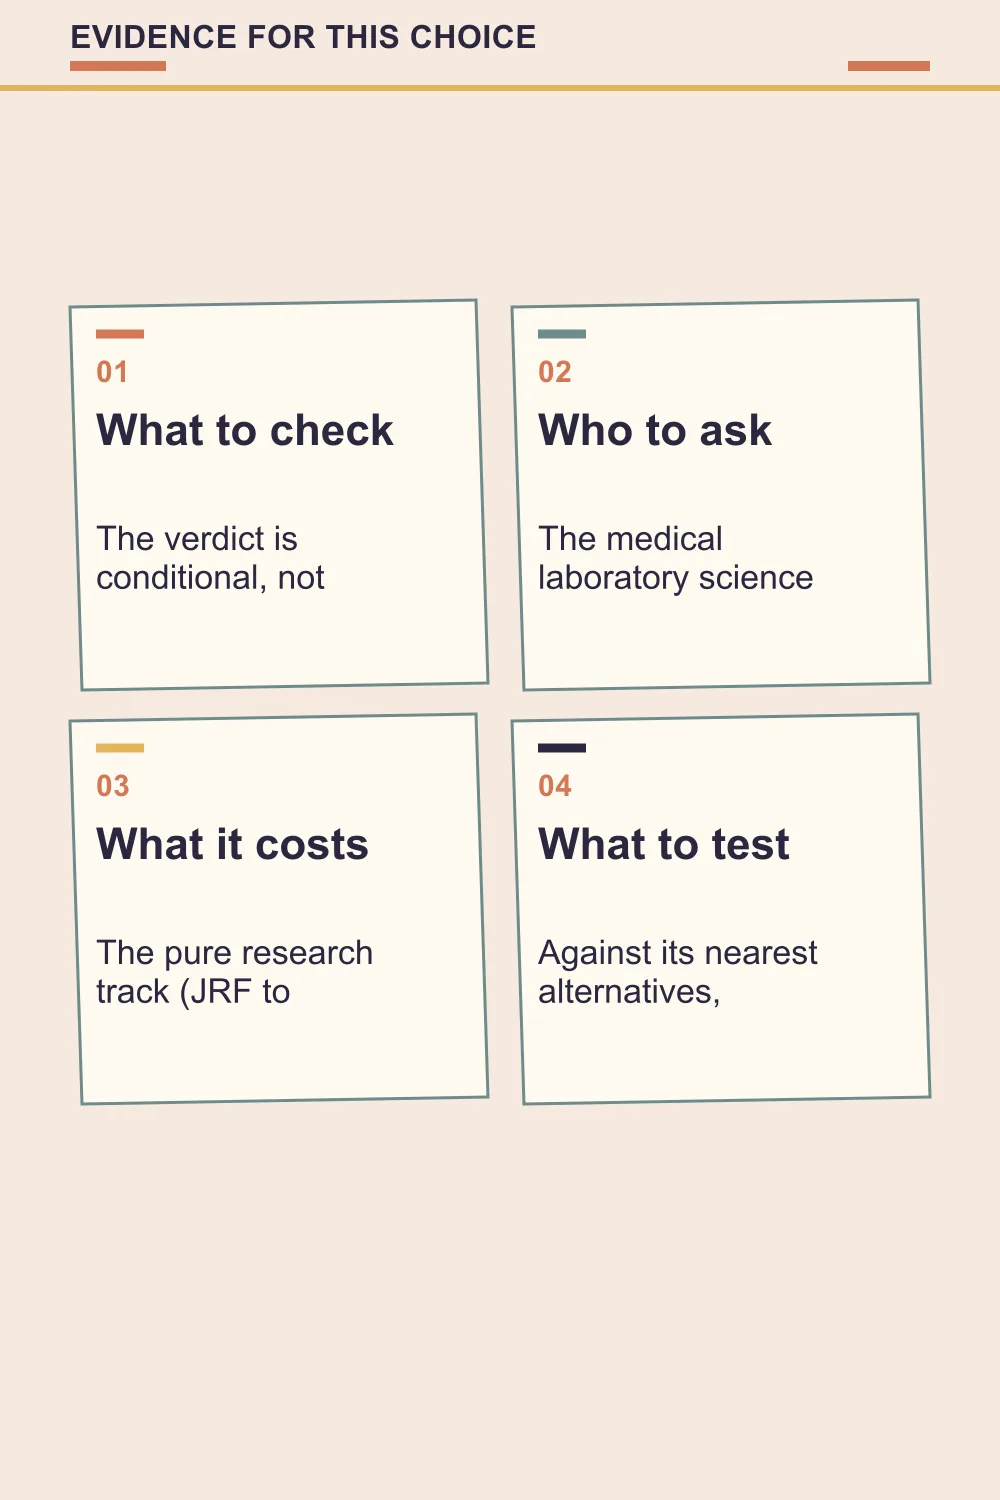 EVIDENCE FOR THIS CHOICE
01
What to check
The verdict is
conditional, not
02
Who to ask
The medical
laboratory science
03
What it costs
The pure research
track (JRF to
04
What to test
Against its nearest
alternatives,